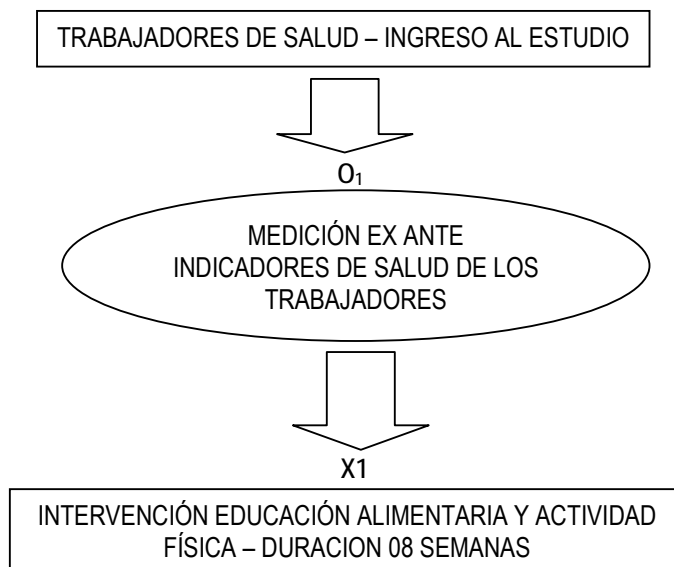 TRABAJADORES DE SALUD – INGRESO AL ESTUDIO
O₁
MEDICIÓN EX ANTE
INDICADORES DE SALUD DE LOS
TRABAJADORES
X1
INTERVENCIÓN EDUCACIÓN ALIMENTARIA Y ACTIVIDAD
FÍSICA – DURACION 08 SEMANAS